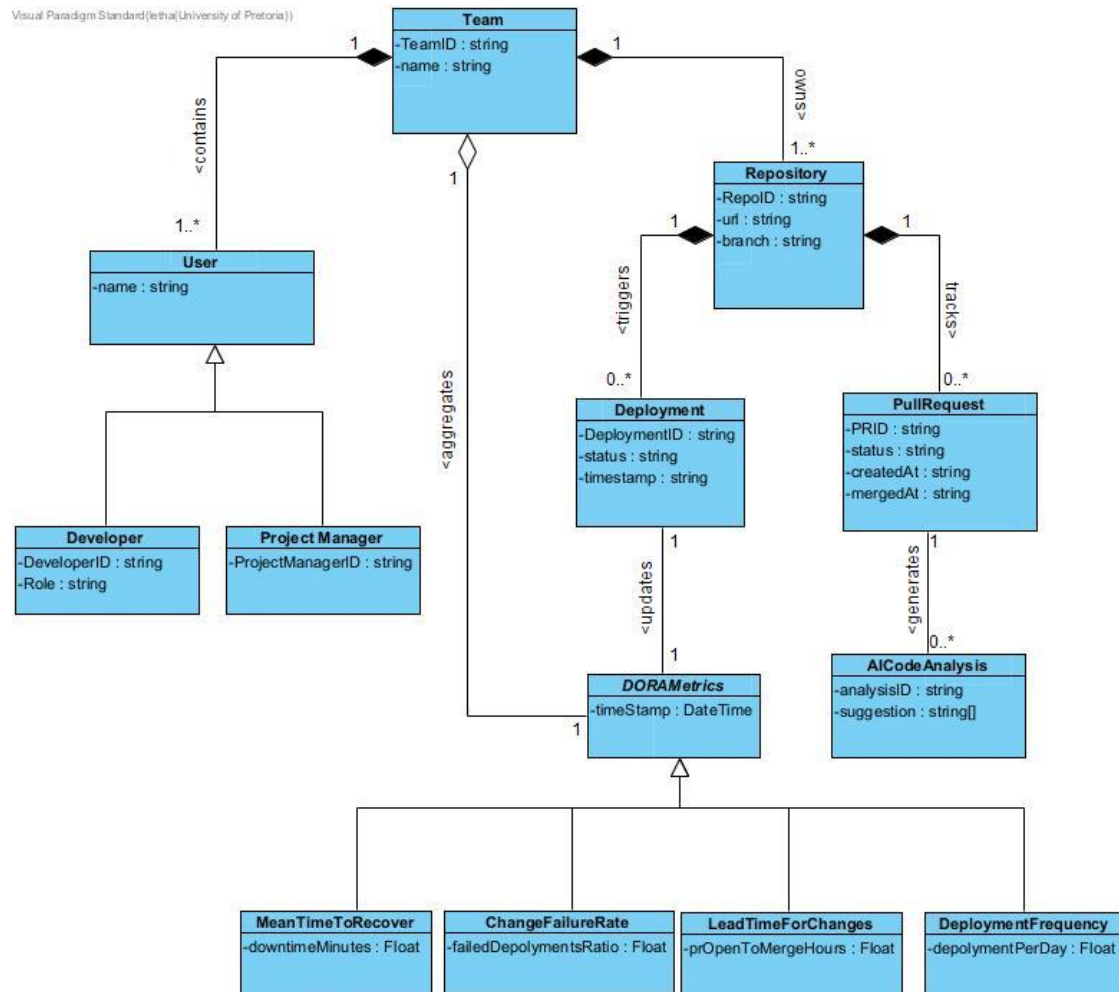 Visual Paradigm Standard(letha(University of Pretoria))
Team
-TeamID : string
-name : string
1
1
<contains
owns>
1..*
1..*
1
Repository
-RepoID : string
-url : string
-branch : string
User
-name : string
1
1
<triggers
tracks>
0..*
0..*
<aggregates
Deployment
-DeploymentID : string
-status : string
-timestamp : string
PullRequest
-PRID : string
-status : string
-createdAt : string
-mergedAt : string
Developer
-DeveloperID : string
-Role : string
Project Manager
-ProjectManagerID : string
1
1
<updates
<generates
1
0..*
DORAMetrics
-timeStamp : DateTime
1
AICodeAnalysis
-analysisID : string
-suggestion : string[]
MeanTimeToRecover
-downtimeMinutes : Float
ChangeFailureRate
-failedDepolymentsRatio : Float
LeadTimeForChanges
-prOpenToMergeHours : Float
DeploymentFrequency
-depolymentPerDay : Float